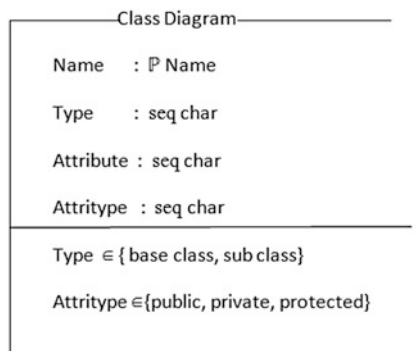 Class Diagram
Name : ℙ Name
Type : seq char
Attribute : seq char
Attritype : seq char
Type ∈ { base class, sub class}
Attritype ∈{public, private, protected}